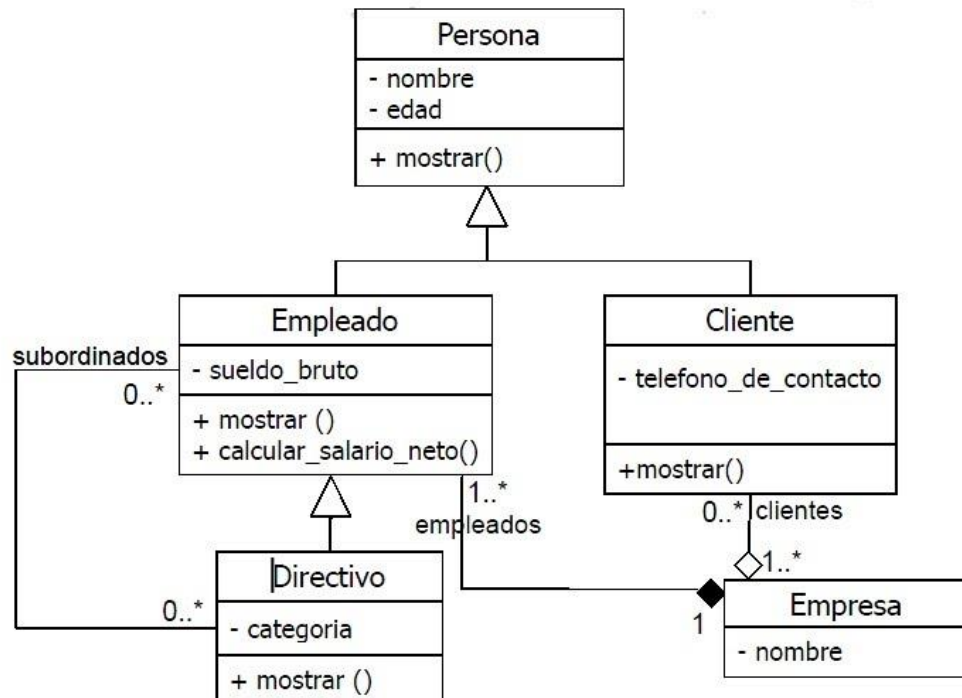 Persona
- nombre
- edad
+ mostrar()
Empleado
- sueldo_bruto
+ mostrar ()
+ calcular_salario_neto()
Cliente
- telefono_de_contacto
+mostrar()
subordinados
0..*
1..*
empleados
0..* clientes
1..*
Directivo
- categoria
+ mostrar ()
0..*
1
Empresa
- nombre